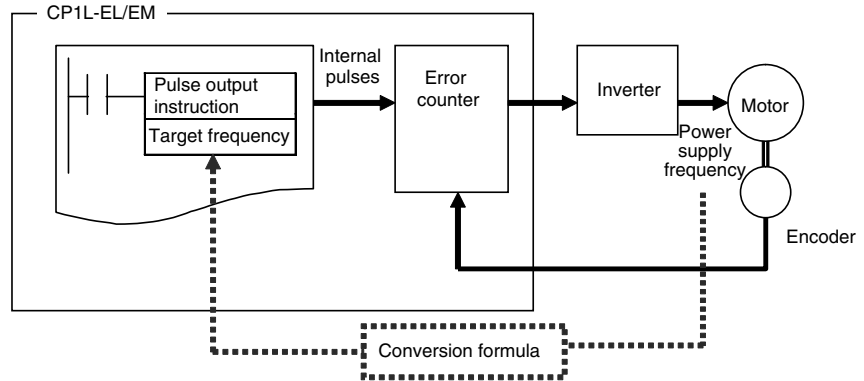 CP1L-EL/EM
Internal
pulses
Pulse output
instruction
Target frequency
Error
counter
Inverter
Motor
Power
supply
frequency
Encoder
Conversion formula